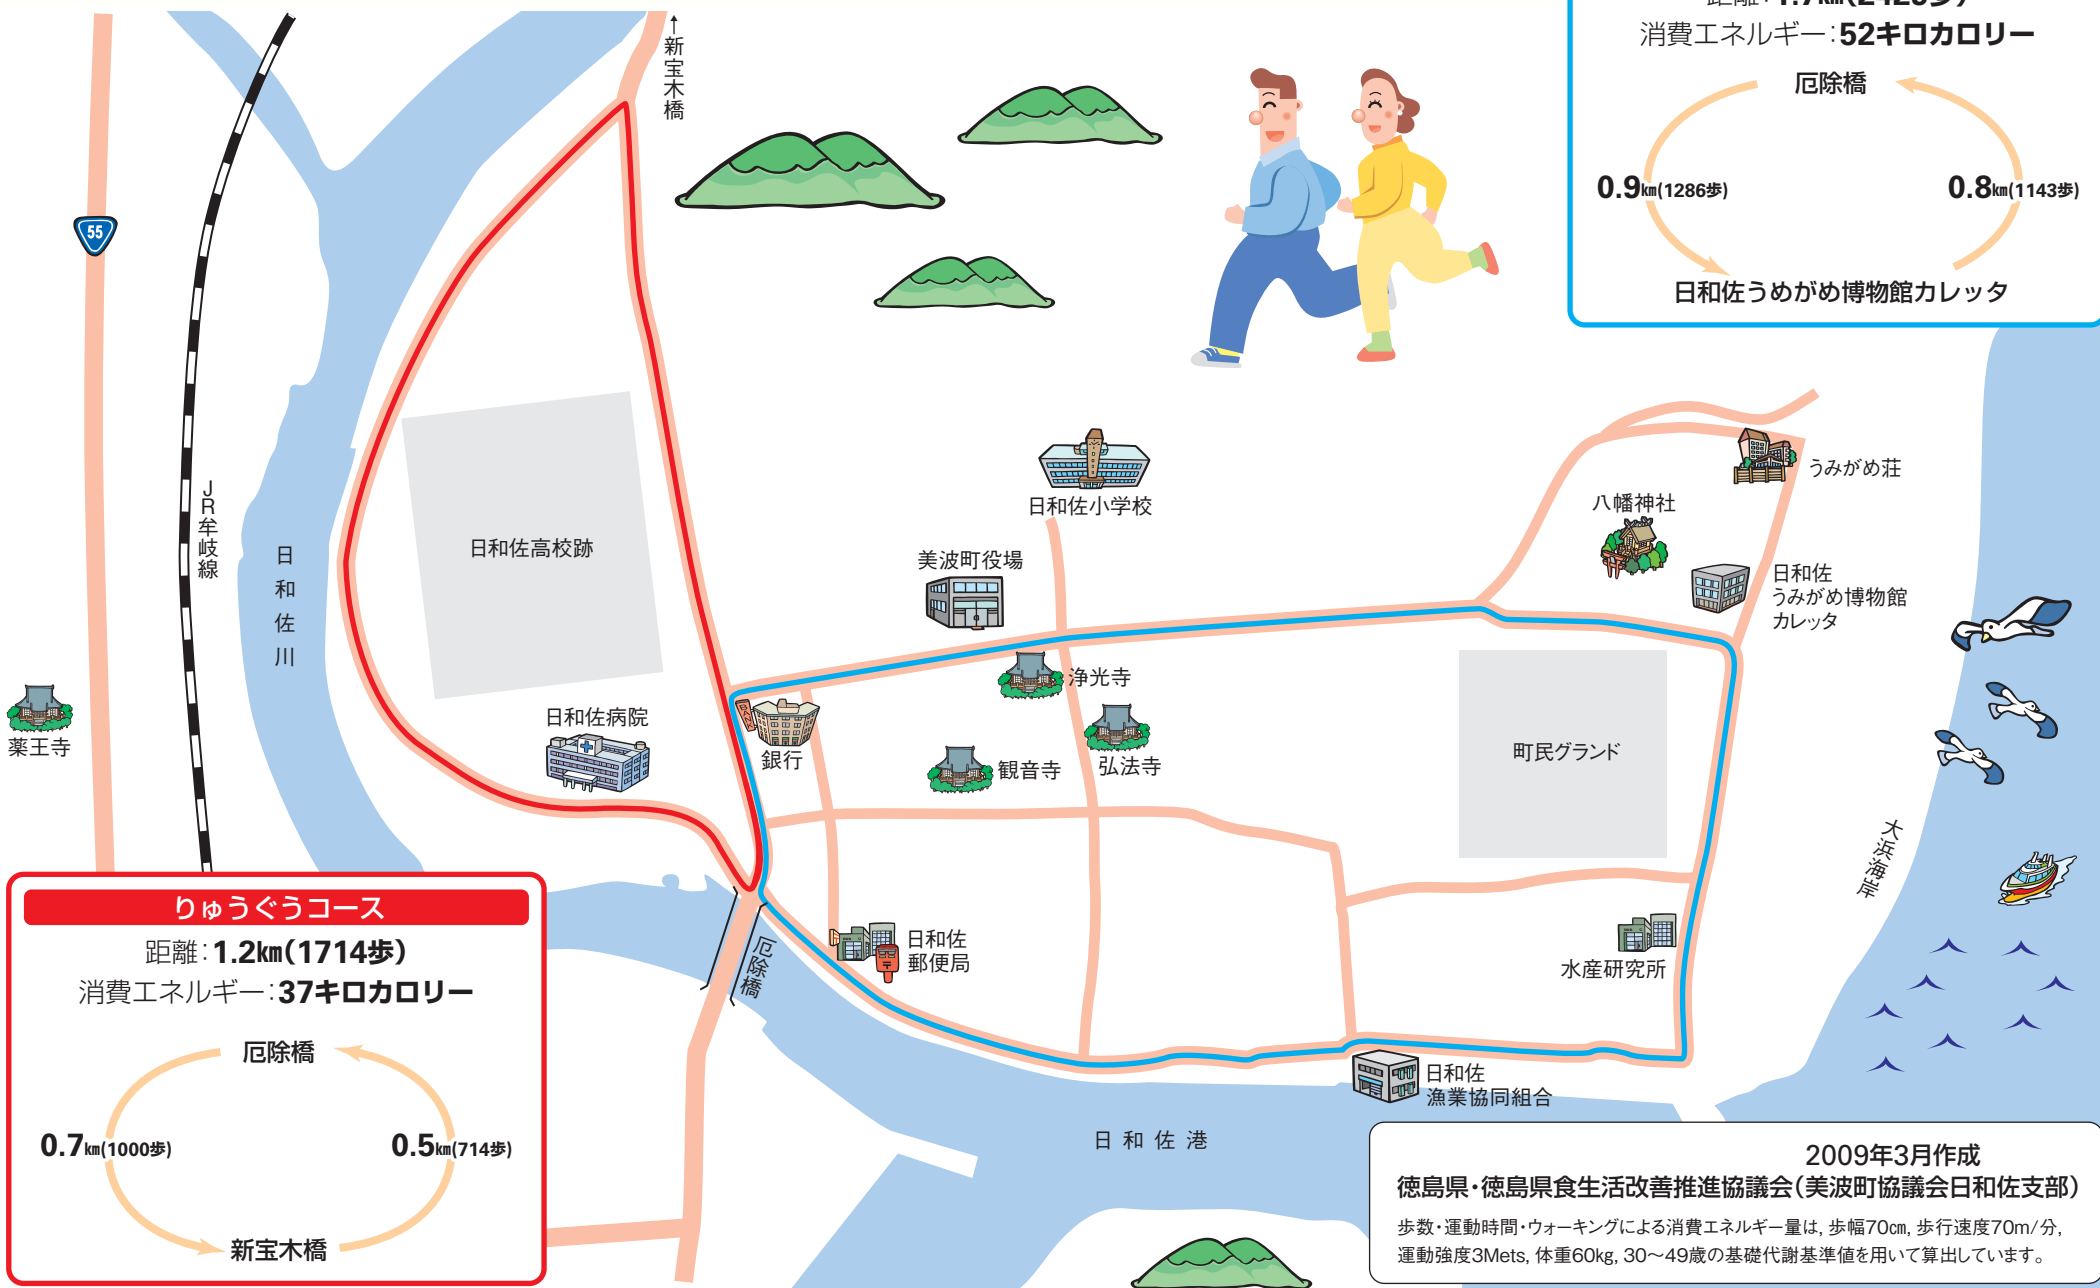 距離：1.7㎞(2429歩)
消費エネルギー：52キロカロリー
厄除橋
0.9㎞(1286歩)
0.8㎞(1143歩)
日和佐うめがめ博物館カレッタ
↑新宝木橋
55
JR牟岐線
日和佐川
日和佐高校跡
日和佐小学校
美波町役場
うみがめ荘
八幡神社
日和佐
うみがめ博物館
カレッタ
浄光寺
弘法寺
観音寺
BANK
銀行
日和佐病院
薬王寺
町民グランド
大浜海岸
水産研究所
日和佐
郵便局
厄除橋
日和佐
漁業協同組合
日和佐港
りゅうぐうコース
距離：1.2㎞(1714歩)
消費エネルギー：37キロカロリー
厄除橋
0.7㎞(1000歩)
0.5㎞(714歩)
新宝木橋
2009年3月作成
徳島県・徳島県食生活改善推進協議会（美波町協議会日和佐支部）
歩数・運動時間・ウォーキングによる消費エネルギー量は，歩幅70㎝，歩行速度70m/分，
運動強度3Mets，体重60kg，30～49歳の基礎代謝基準値を用いて算出しています。